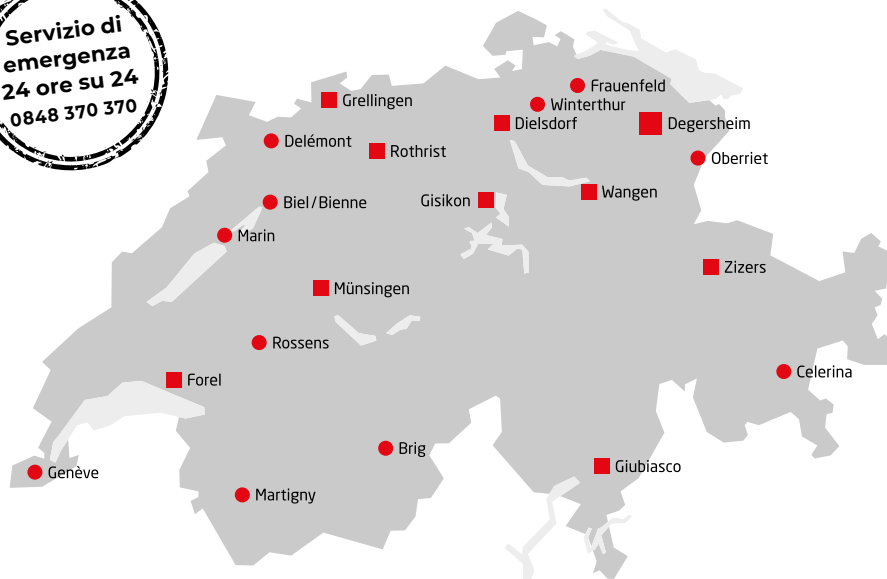 Servizio di
emergenza
24 ore su 24
0848 370 370
Frauenfeld
Grellingen
Winterthur
Dielsdorf
Degersheim
Delémont
Rothrist
Oberriet
Wangen
Biel/Bienne
Gisikon
Marin
Zizers
Münsingen
Rossens
Forel
Celerina
Brig
Giubiasco
Genève
Martigny